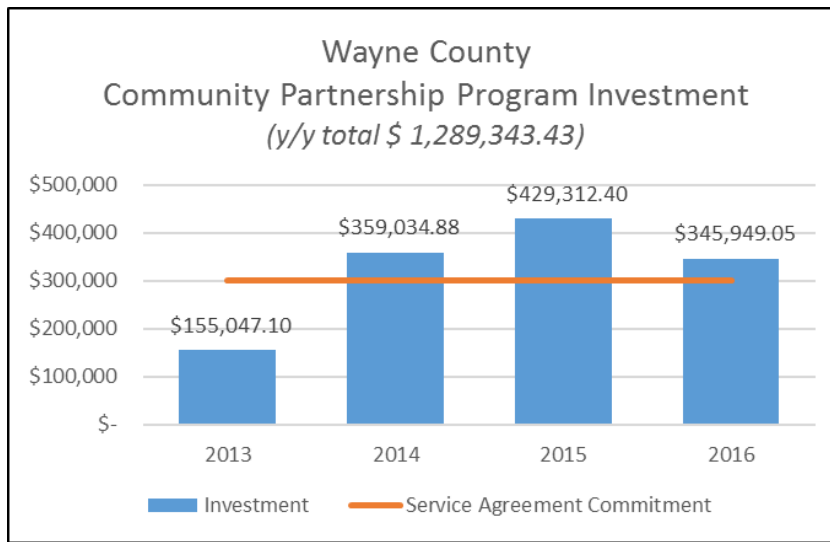 Wayne County
Community Partnership Program Investment
(y/y total $ 1,289,343.43)
$500,000
$400,000
$300,000
$200,000
$100,000
$-
$155,047.10
$359,034.88
$429,312.40
$345,949.05
2013
2014
2015
2016
Investment
Service Agreement Commitment